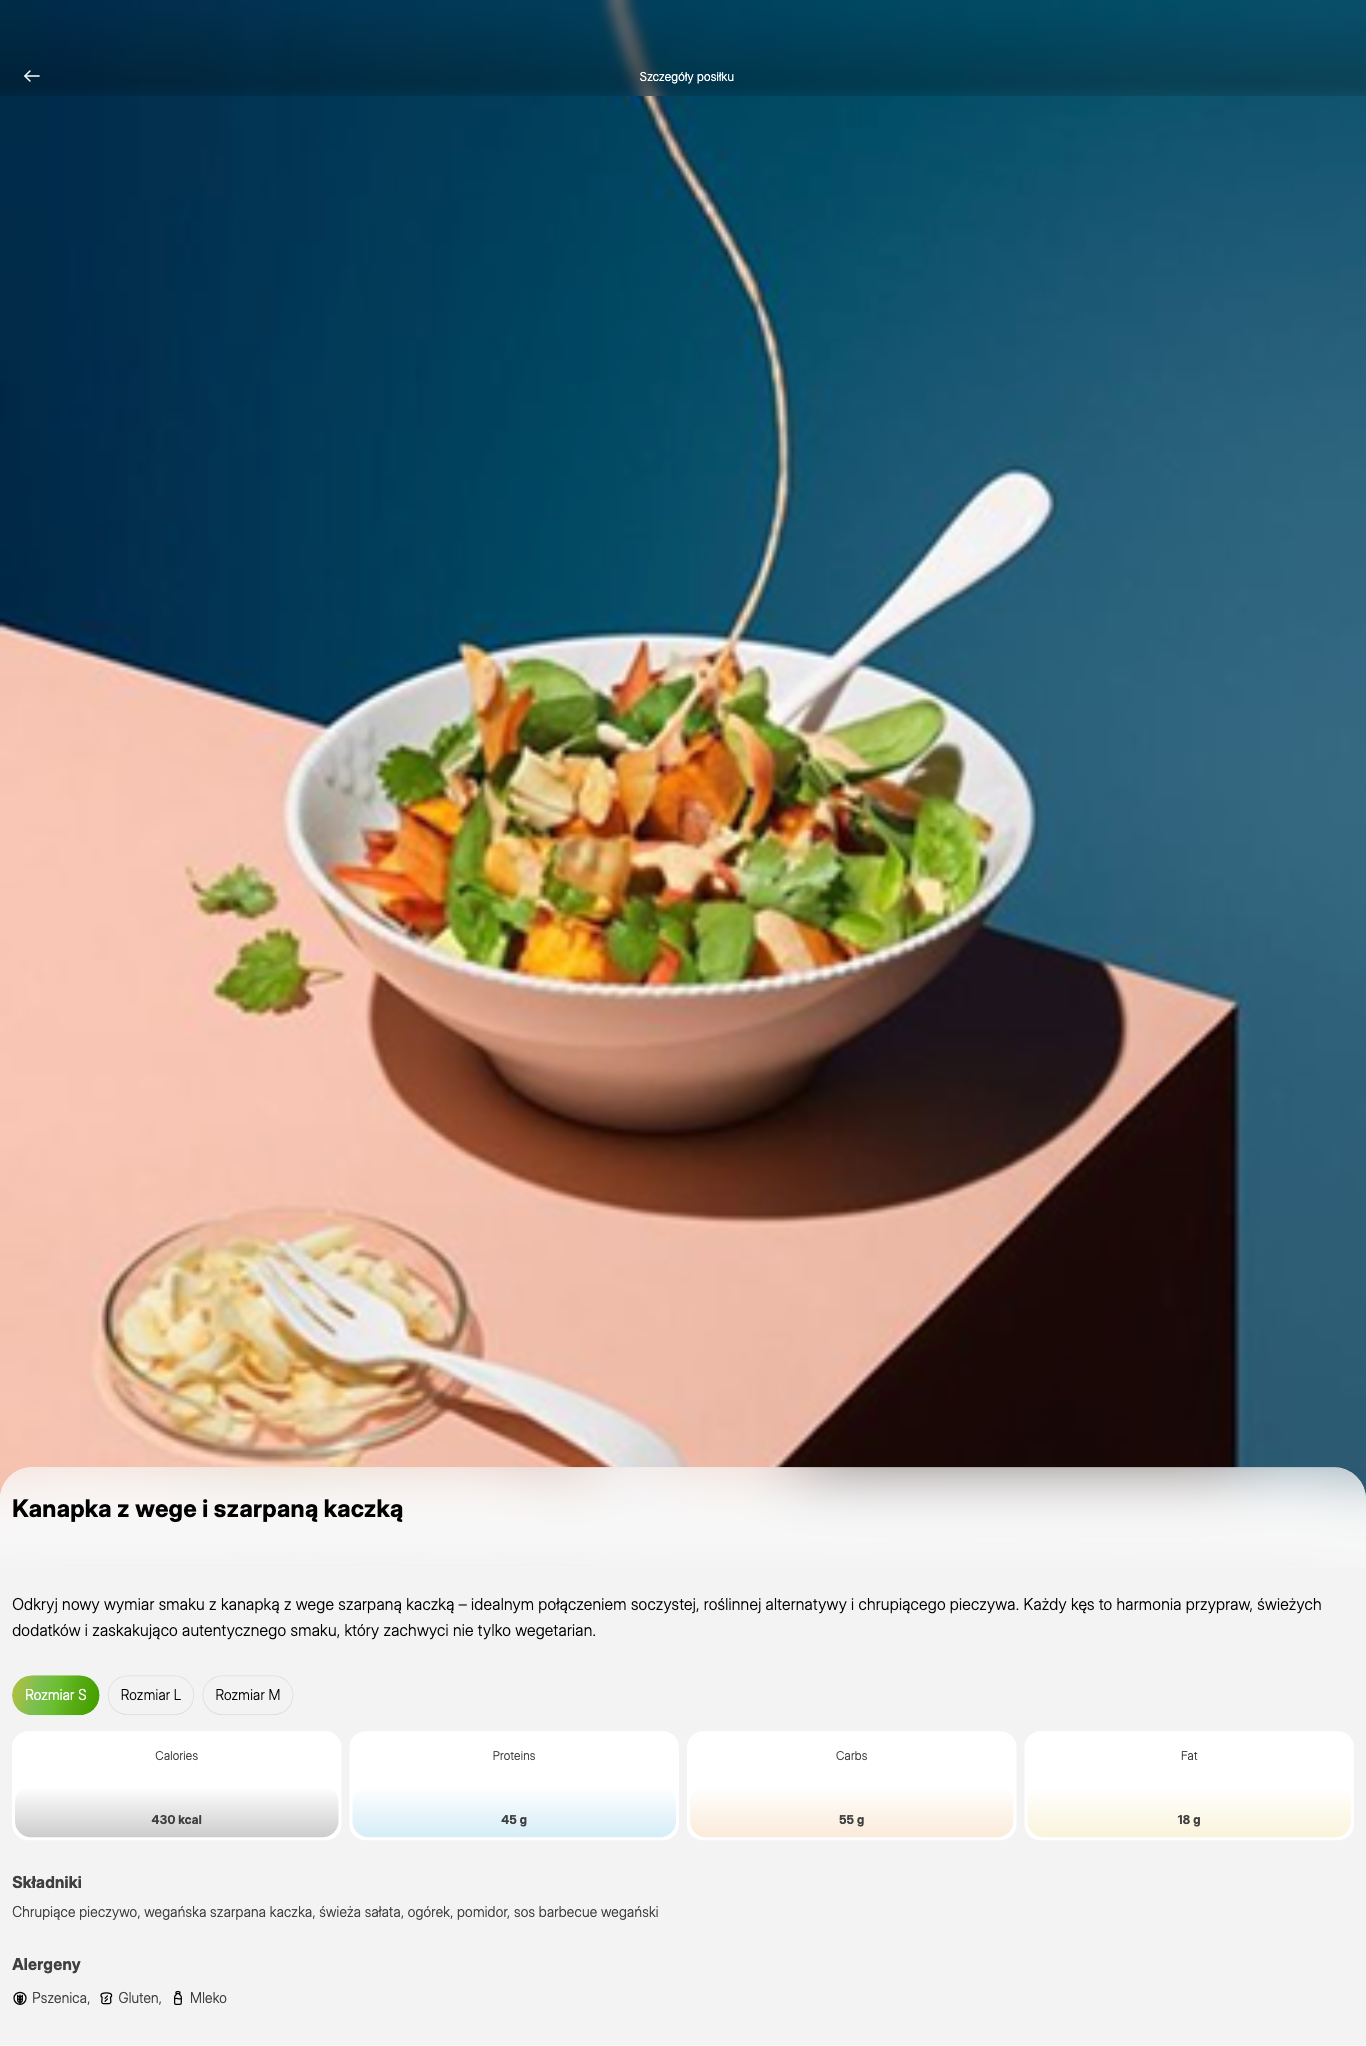 Szczegóły posiłku
Kanapka z wege i szarpaną kaczką
Odkryj nowy wymiar smaku z kanapką z wege szarpaną kaczką – idealnym połączeniem soczystej, roślinnej alternatywy i chrupiącego pieczywa. Każdy kęs to harmonia przypraw, świeżych
dodatków i zaskakująco autentycznego smaku, który zachwyci nie tylko wegetarian.
Rozmiar S Rozmiar L Rozmiar M
Calories Proteins Carbs Fat
430 kcal 45 g 55 g 18 g
Składniki
Chrupiące pieczywo, wegańska szarpana kaczka, świeża sałata, ogórek, pomidor, sos barbecue wegański
Alergeny
Pszenica, Gluten, Mleko